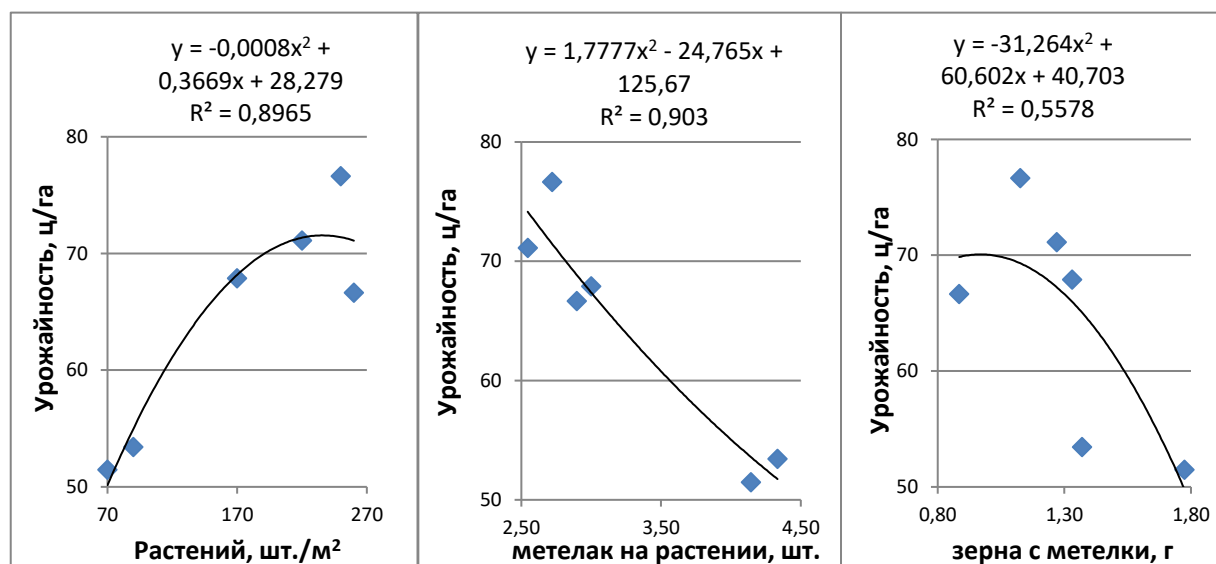 y = -0,0008x² +
0,3669x + 28,279
R² = 0,8965
80
70
60
50
70
170
270
Урожайность, ц/га
Растений, шт./м²
y = 1,7777x² - 24,765x +
125,67
R² = 0,903
80
70
60
50
2,50
3,50
4,50
Урожайность, ц/га
метелак на растении, шт.
y = -31,264x² +
60,602x + 40,703
R² = 0,5578
80
70
60
50
0,80
1,30
1,80
Урожайность, ц/га
зерна с метелки, г